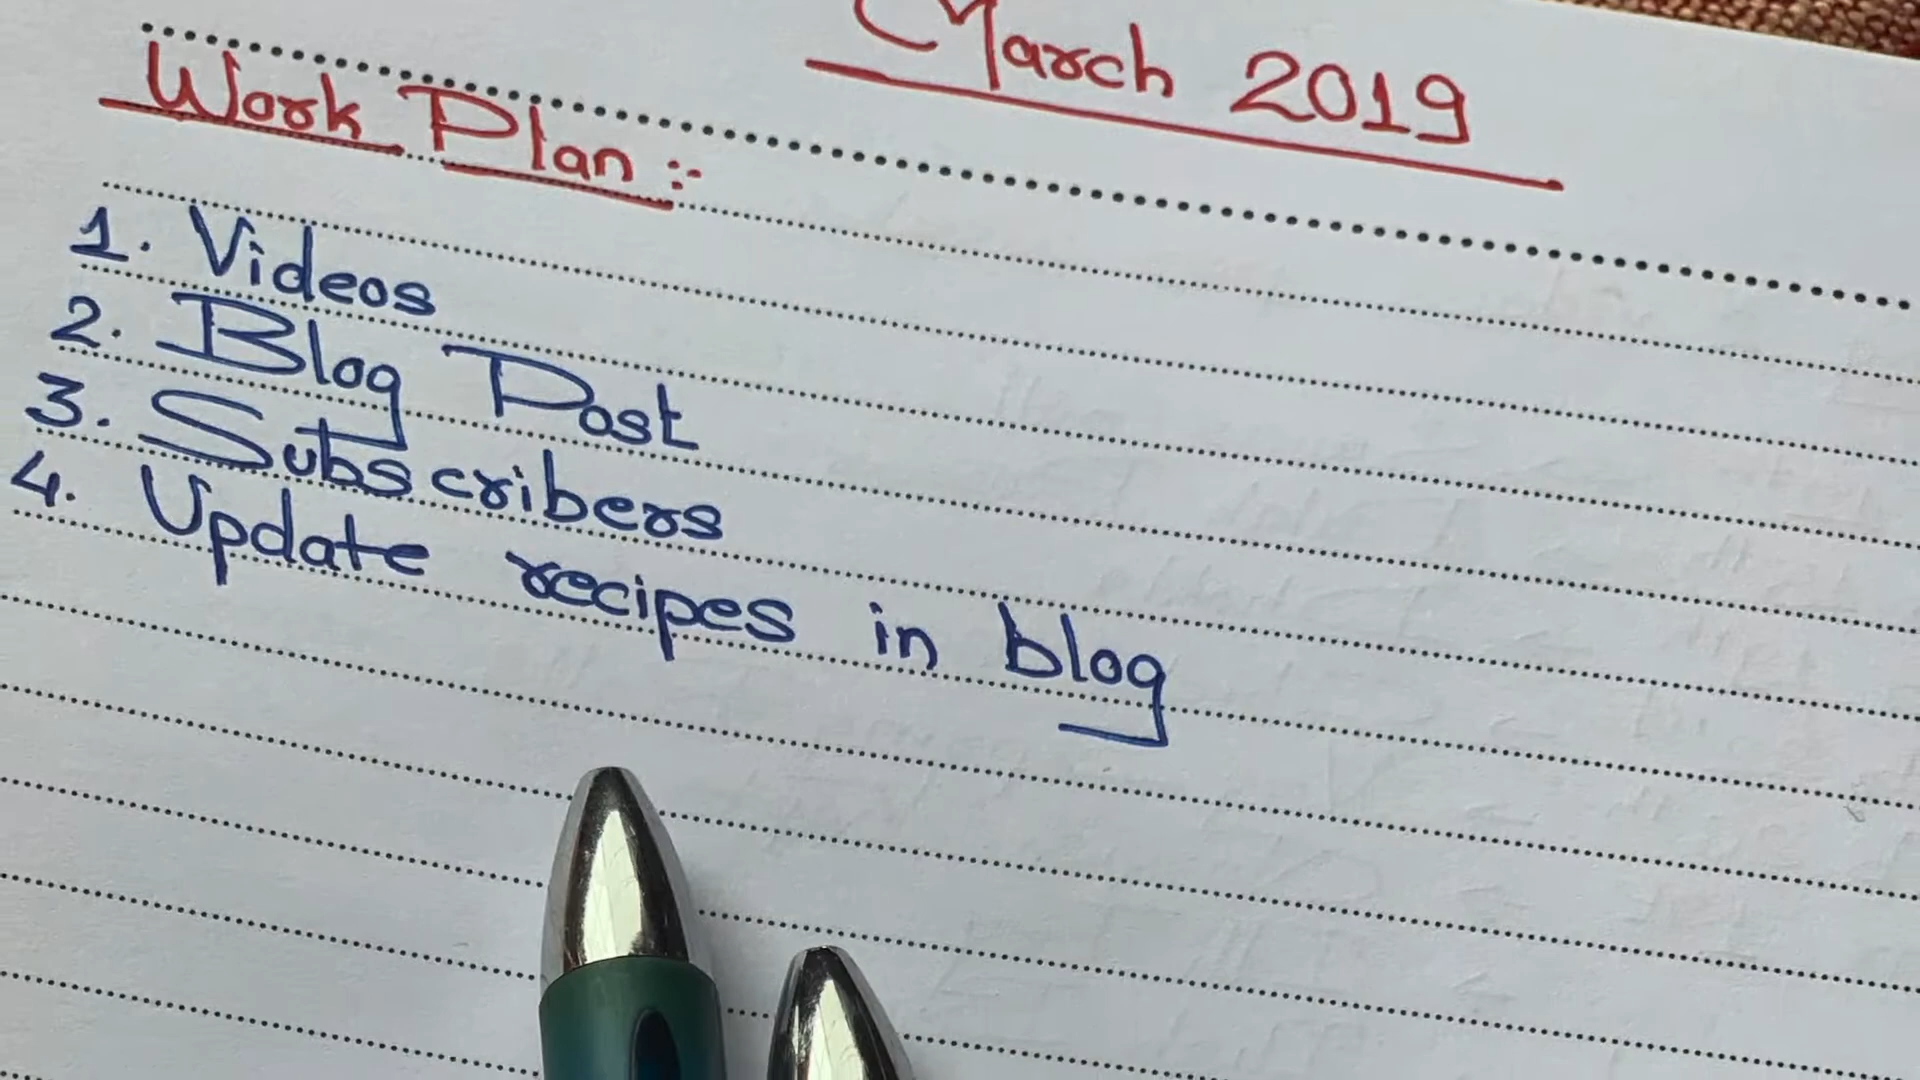 March 2019
Work Plan :-
1. Videos
2. Blog Post
3. Subscribers
4. Update recipes in blog